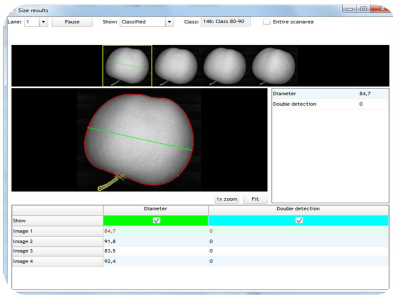 Size results
Lane: 1 Pause Show: Classified Class: 146: Class 80-90 Entire scanarea
Diameter 84,7
Double detection 0
1x zoom Fit
Diameter Double detection
Show
Image 1 84,7 0
Image 2 91,8 0
Image 3 83,5 0
Image 4 92,4 0